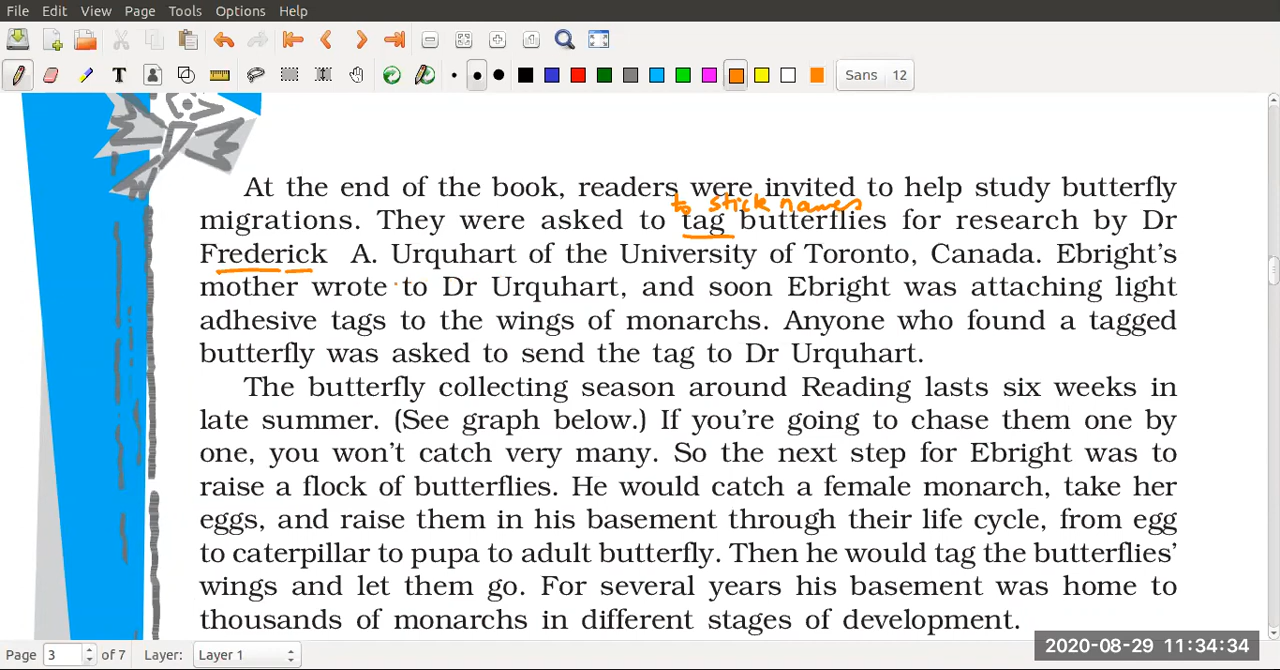 File Edit View Page Tools Options Help
T
Sans 12
At the end of the book, readers were invited to help study butterfly
to stick names
migrations. They were asked to tag butterflies for research by Dr
Frederick A. Urquhart of the University of Toronto, Canada. Ebright's
mother wrote to Dr Urquhart, and soon Ebright was attaching light
adhesive tags to the wings of monarchs. Anyone who found a tagged
butterfly was asked to send the tag to Dr Urquhart.
The butterfly collecting season around Reading lasts six weeks in
late summer. (See graph below.) If you're going to chase them one by
one, you won't catch very many. So the next step for Ebright was to
raise a flock of butterflies. He would catch a female monarch, take her
eggs, and raise them in his basement through their life cycle, from egg
to caterpillar to pupa to adult butterfly. Then he would tag the butterflies'
wings and let them go. For several years his basement was home to
thousands of monarchs in different stages of development.
2020-08-29 11:34:34
Page 3 of 7 Layer: Layer 1